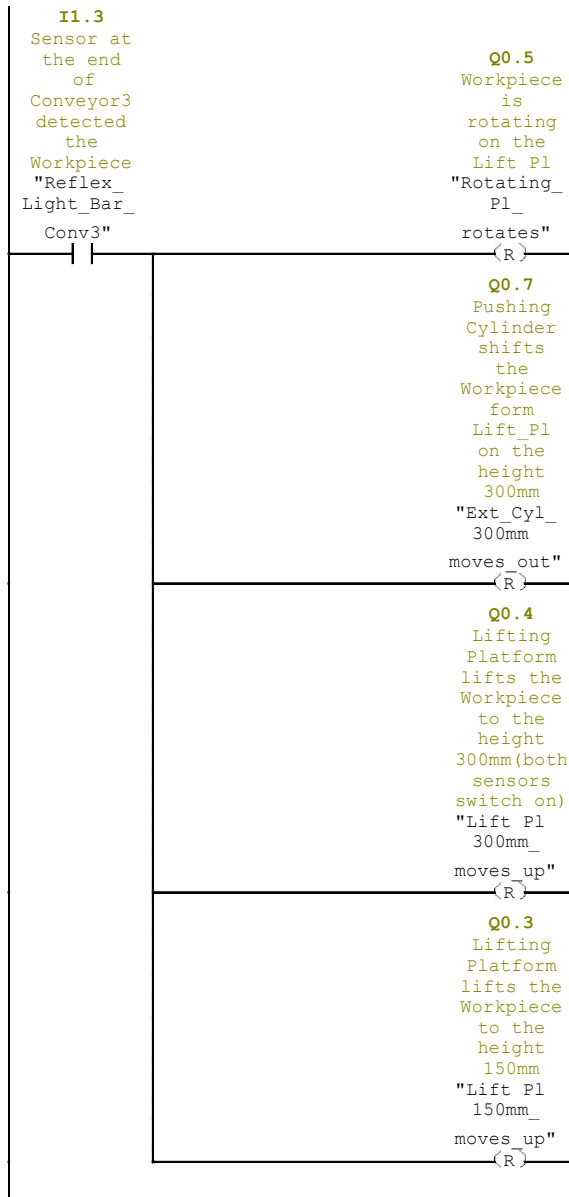 I1.3
Sensor at
the end
of
Conveyor3
detected
the
Workpiece
"Reflex_
Light_Bar_
Conv3"
Q0.5
Workpiece
is
rotating
on the
Lift Pl
"Rotating_
Pl_
rotates"
R
Q0.7
Pushing
Cylinder
shifts
the
Workpiece
form
Lift_Pl
on the
height
300mm
"Ext_Cyl_
300mm
moves_out"
R
Q0.4
Lifting
Platform
lifts the
Workpiece
to the
height
300mm(both
sensors
switch on)
"Lift Pl
300mm_
moves_up"
R
Q0.3
Lifting
Platform
lifts the
Workpiece
to the
height
150mm
"Lift Pl
150mm_
moves_up"
R